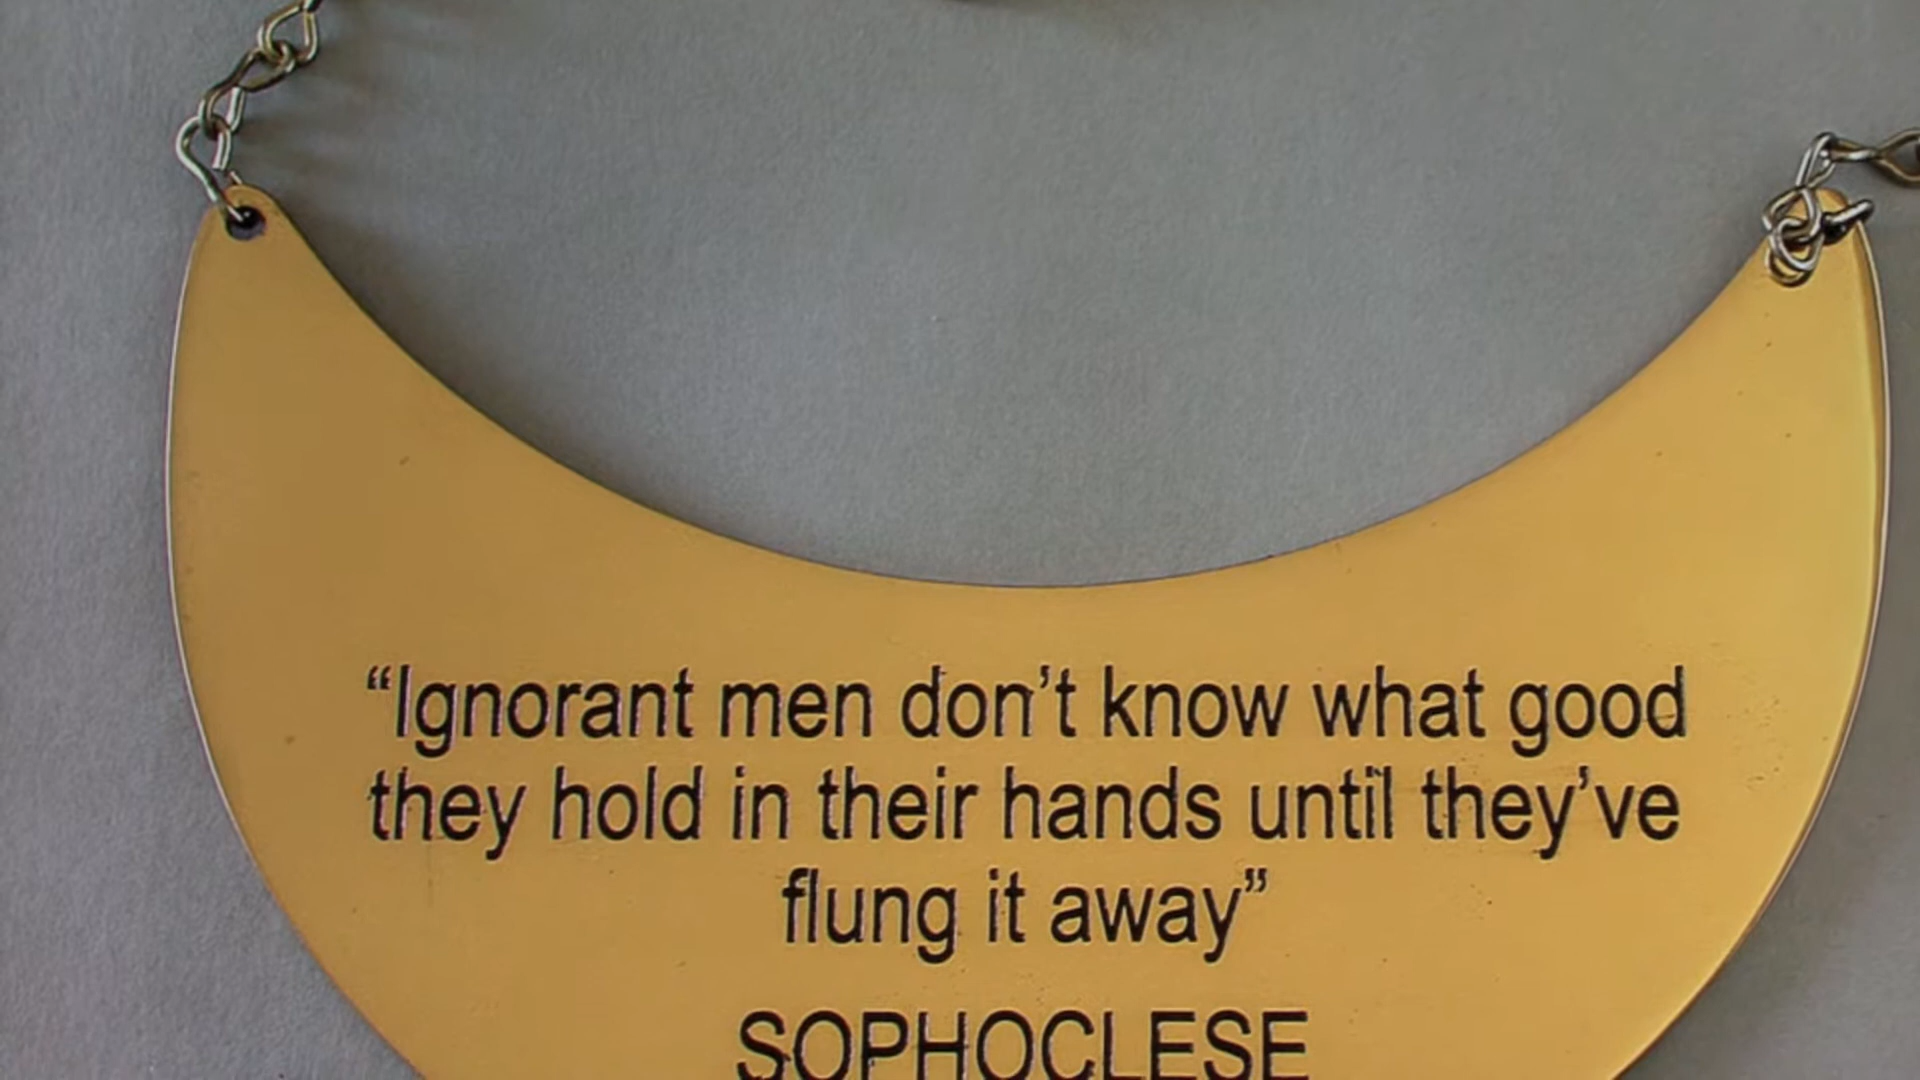 “Ignorant men don’t know what good
they hold in their hands until they’ve
flung it away”
SOPHOCLESE